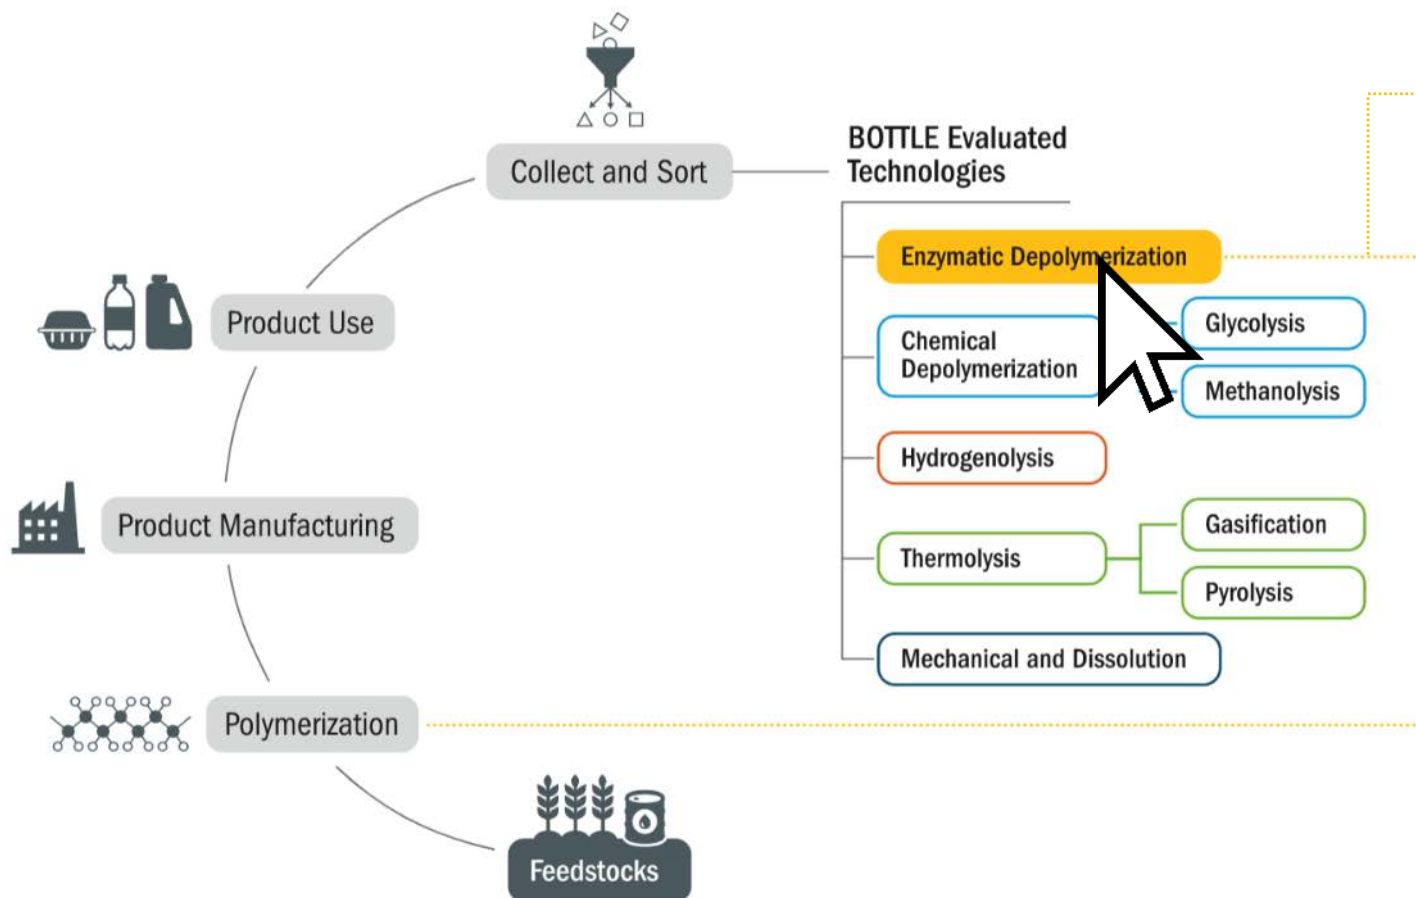 Collect and Sort
BOTTLE Evaluated
Technologies
Enzymatic Depolymerization
Chemical
Depolymerization
Glycolysis
Methanolysis
Hydrogenolysis
Thermolysis
Gasification
Pyrolysis
Mechanical and Dissolution
Product Use
Product Manufacturing
Polymerization
Feedstocks